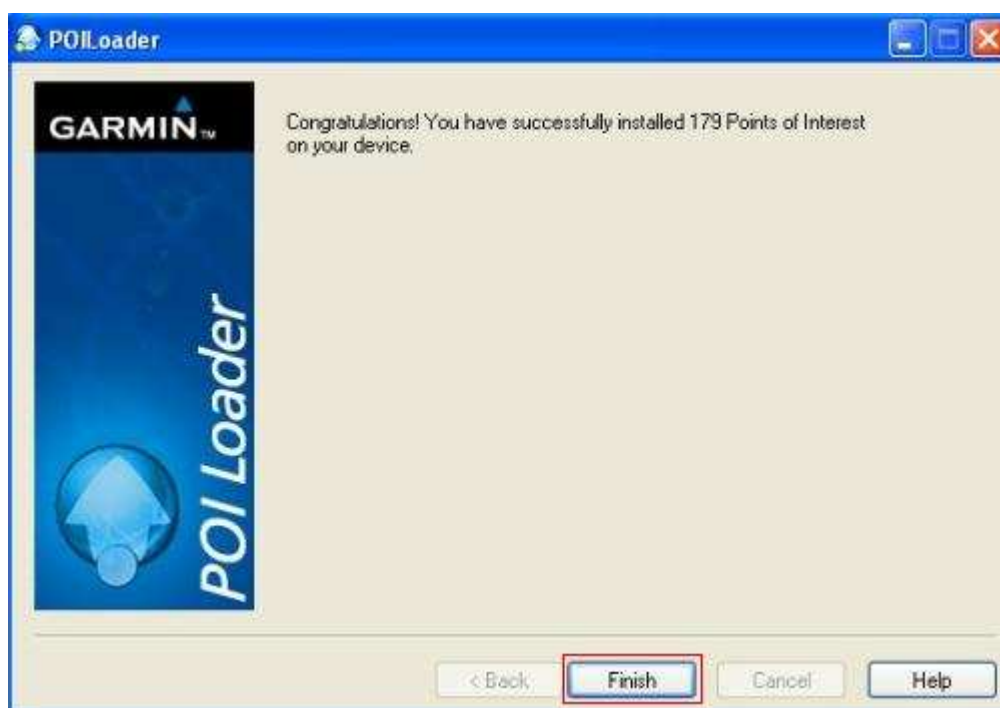 POILoader
GARMIN™
Congratulations! You have successfully installed 179 Points of Interest
on your device.
POI Loader
< Back
Finish
Cancel
Help